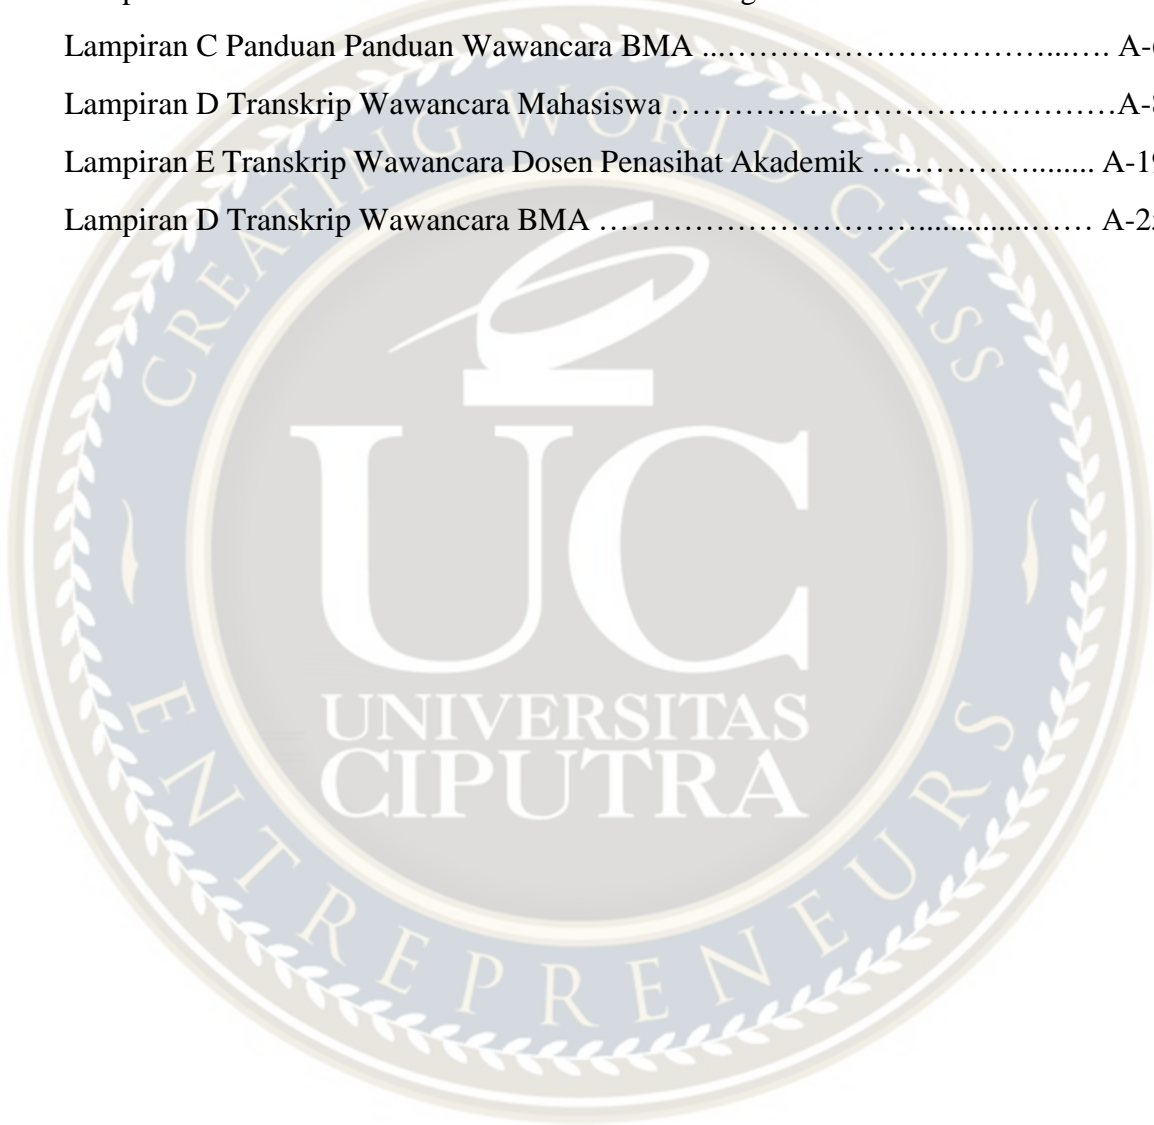 Lampiran C Panduan Panduan Wawancara BMA ...…………………………...…. A-
Lampiran D Transkrip Wawancara Mahasiswa ……………………………………A-
Lampiran E Transkrip Wawancara Dosen Penasihat Akademik ……………........ A-19
Lampiran D Transkrip Wawancara BMA …………………………..............…… A-2
CREATING WORLD CLASS
UC
UNIVERSITAS
CIPUTRA
ENTREPRENEURS